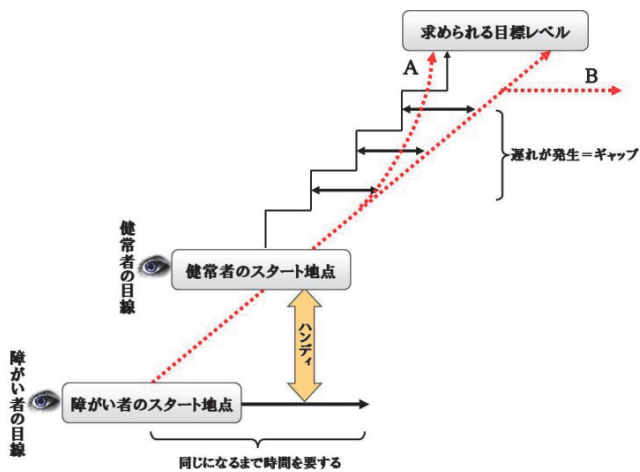 求められる目標レベル
A
B
遅れが発生＝ギャップ
健常者の目線
健常者のスタート地点
ハンディ
障がい者の目線
障がい者のスタート地点
同じになるまで時間を要する